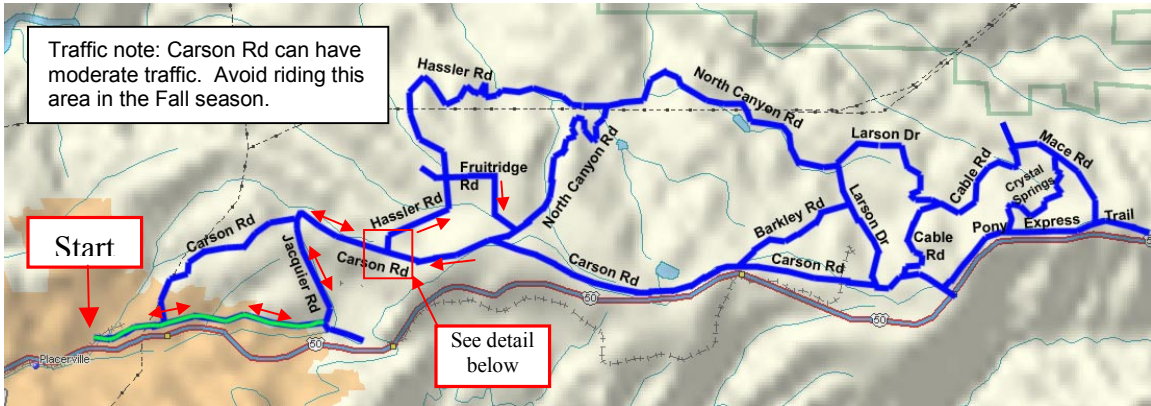 Traffic note: Carson Rd can have
moderate traffic. Avoid riding this
area in the Fall season.
Hassler Rd
North Canyon Rd
Larson Dr
Mace Rd
Cable Rd
Crystal
Springs
Fruitridge
Rd
North Canyon Rd
Hassler Rd
Carson Rd
Barkley Rd
Larson Dr
Pony Express Trail
Start
Jacquier Rd
Carson Rd
Carson Rd
Carson Rd
Cable
Rd
50
50
50
50
See detail
below
Placerville